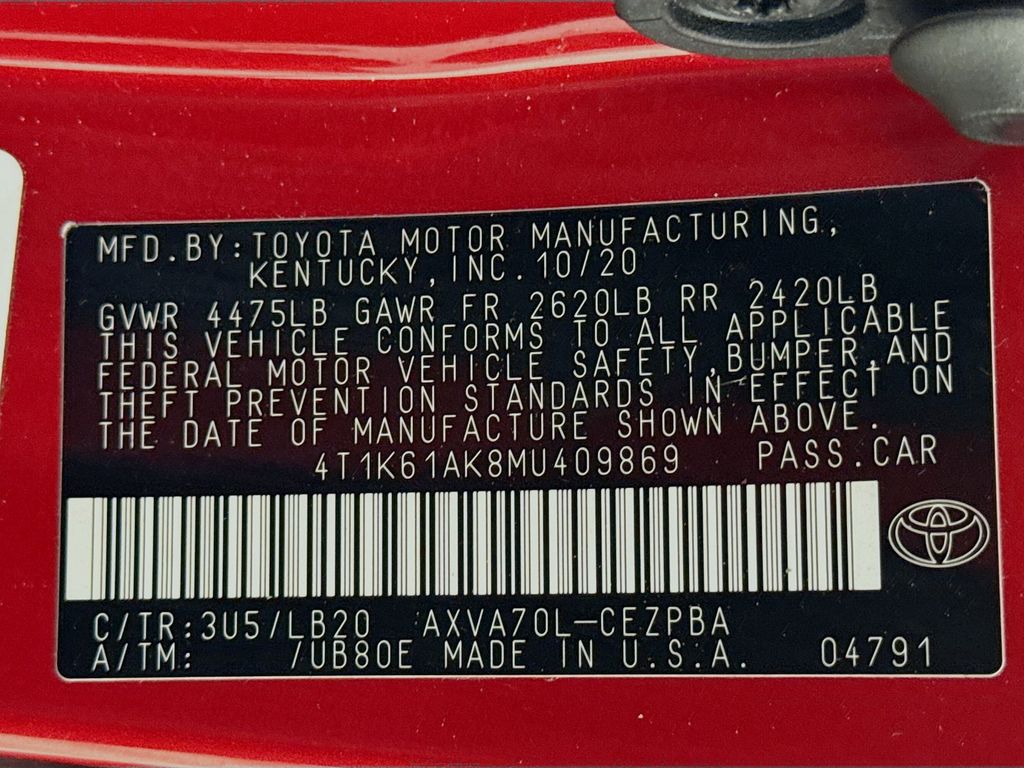 MFD.BY:TOYOTA MOTOR MANUFACTURING,
KENTUCKY,INC.10/20
GVWR 4475LB GAWR FR 2620LB RR 2420LB
THIS VEHICLE CONFORMS TO ALL APPLICABLE
FEDERAL MOTOR VEHICLE SAFETY,BUMPER,AND
THEFT PREVENTION STANDARDS IN EFFECT ON
THE DATE OF MANUFACTURE SHOWN ABOVE.
4T1K61AK8MU409869 PASS.CAR
C/TR:3U5/LB20 AXVA70L-CEZPBA
A/TM: /UB80E MADE IN U.S.A. 04791